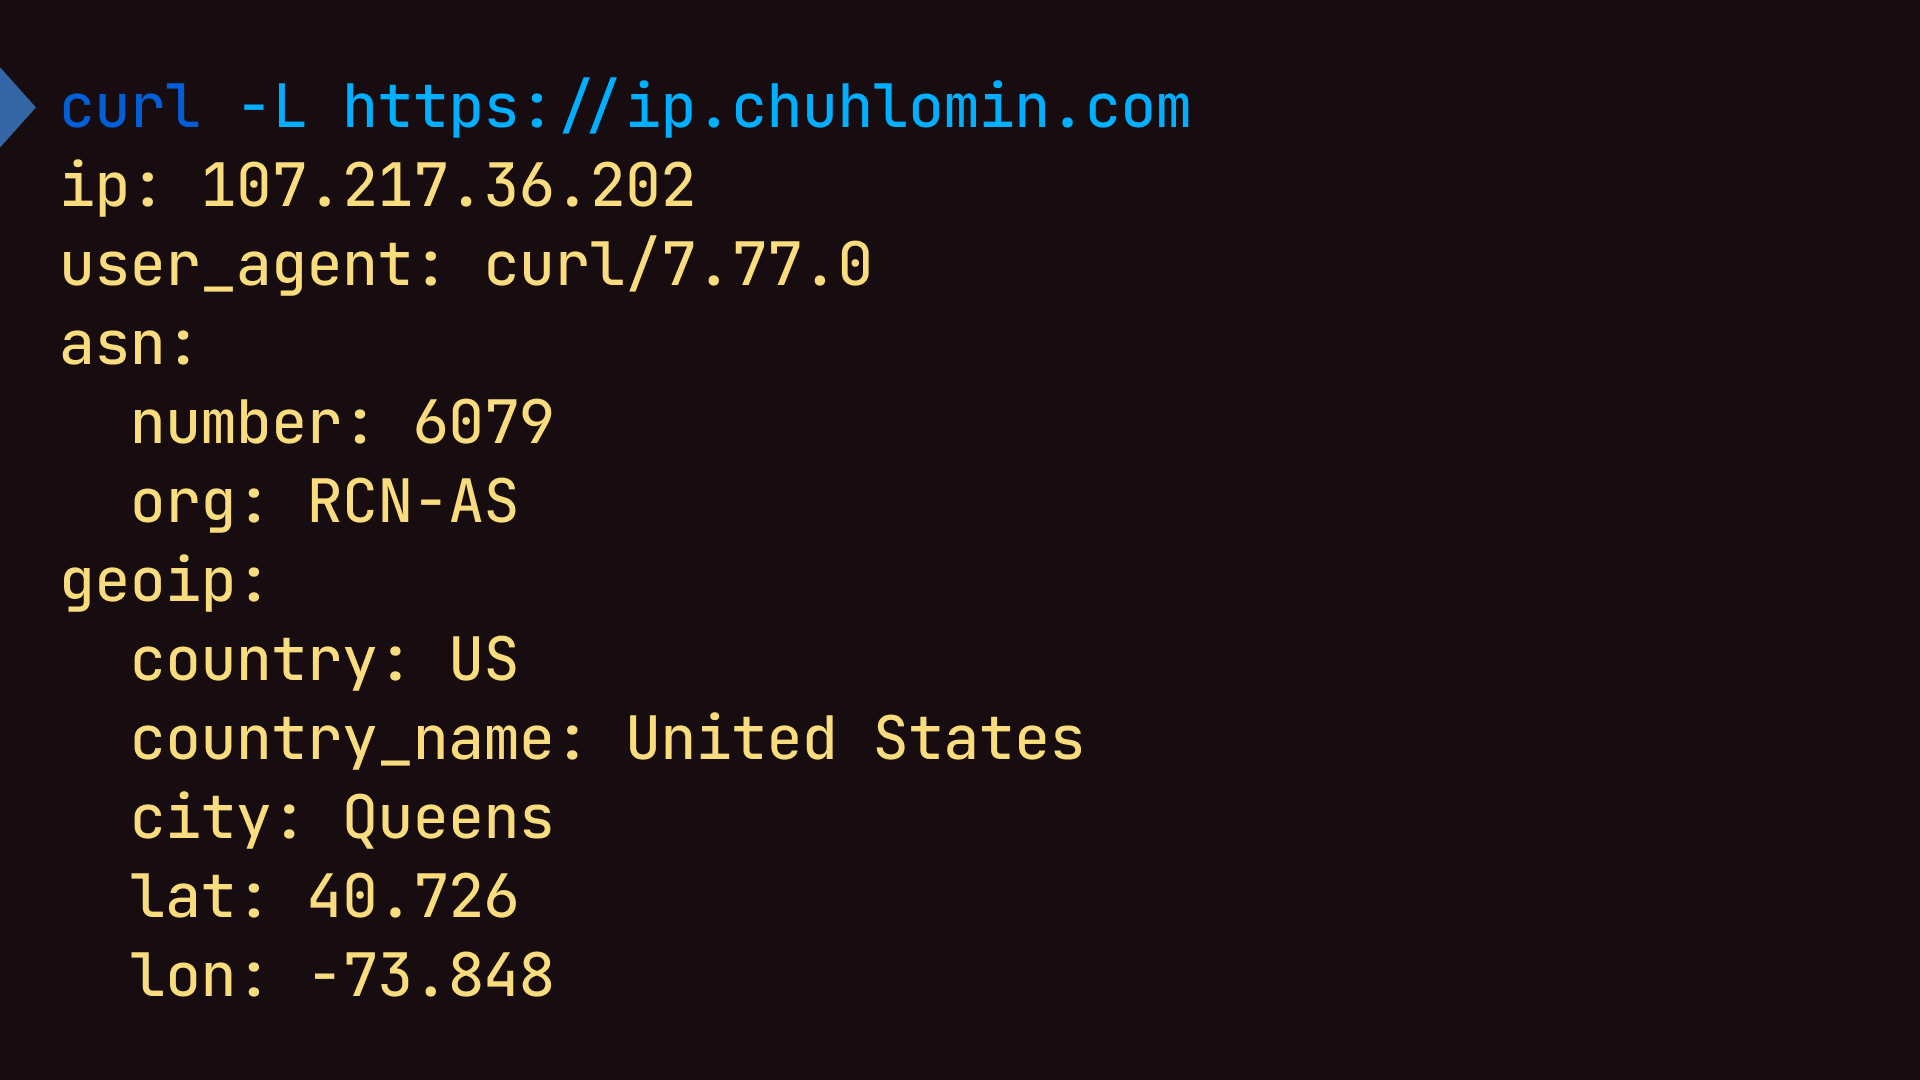 curl -L https://ip.chuhlomin.com
ip: 107.217.36.202
user_agent: curl/7.77.0
asn:
  number: 6079
  org: RCN-AS
geoip:
  country: US
  country_name: United States
  city: Queens
  lat: 40.726
  lon: -73.848